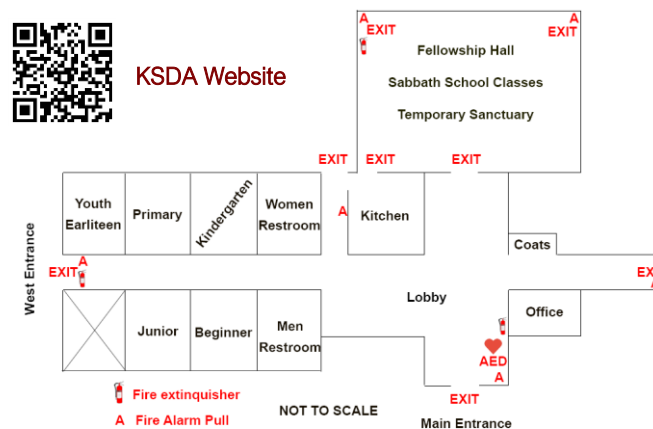 KSDA Website
A
EXIT
A
EXIT
Fellowship Hall
Sabbath School Classes
Temporary Sanctuary
EXIT
EXIT
EXIT
Youth
Earliteen
Primary
Kindergarten
Women
Restroom
A
Kitchen
Coats
West Entrance
EXIT
A
Lobby
EXIT
A
Office
Junior
Beginner
Men
Restroom
AED
A
EXIT
Main Entrance
Fire extinquisher
A Fire Alarm Pull
NOT TO SCALE